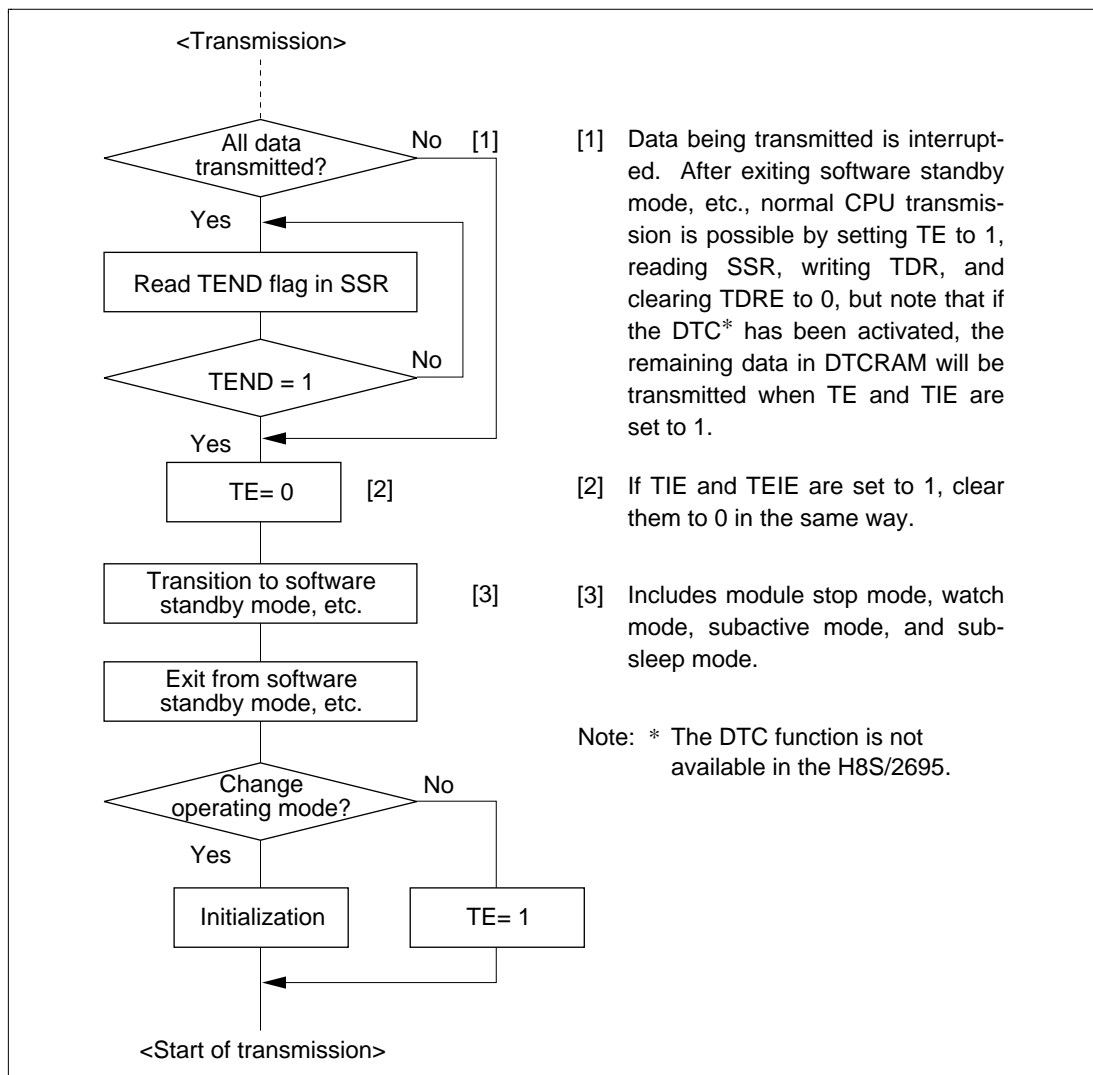 <Transmission>
All data
transmitted?
No [1]
Yes
Read TEND flag in SSR
TEND = 1
No
Yes
TE= 0 [2]
Transition to software
standby mode, etc.
[3]
Exit from software
standby mode, etc.
Change
operating mode?
No
Yes
Initialization
TE= 1
<Start of transmission>
[1] Data being transmitted is interrupt-
ed. After exiting software standby
mode, etc., normal CPU transmis-
sion is possible by setting TE to 1,
reading SSR, writing TDR, and
clearing TDRE to 0, but note that if
the DTC* has been activated, the
remaining data in DTCRAM will be
transmitted when TE and TIE are
set to 1.
[2] If TIE and TEIE are set to 1, clear
them to 0 in the same way.
[3] Includes module stop mode, watch
mode, subactive mode, and sub-
sleep mode.
Note: * The DTC function is not
available in the H8S/2695.